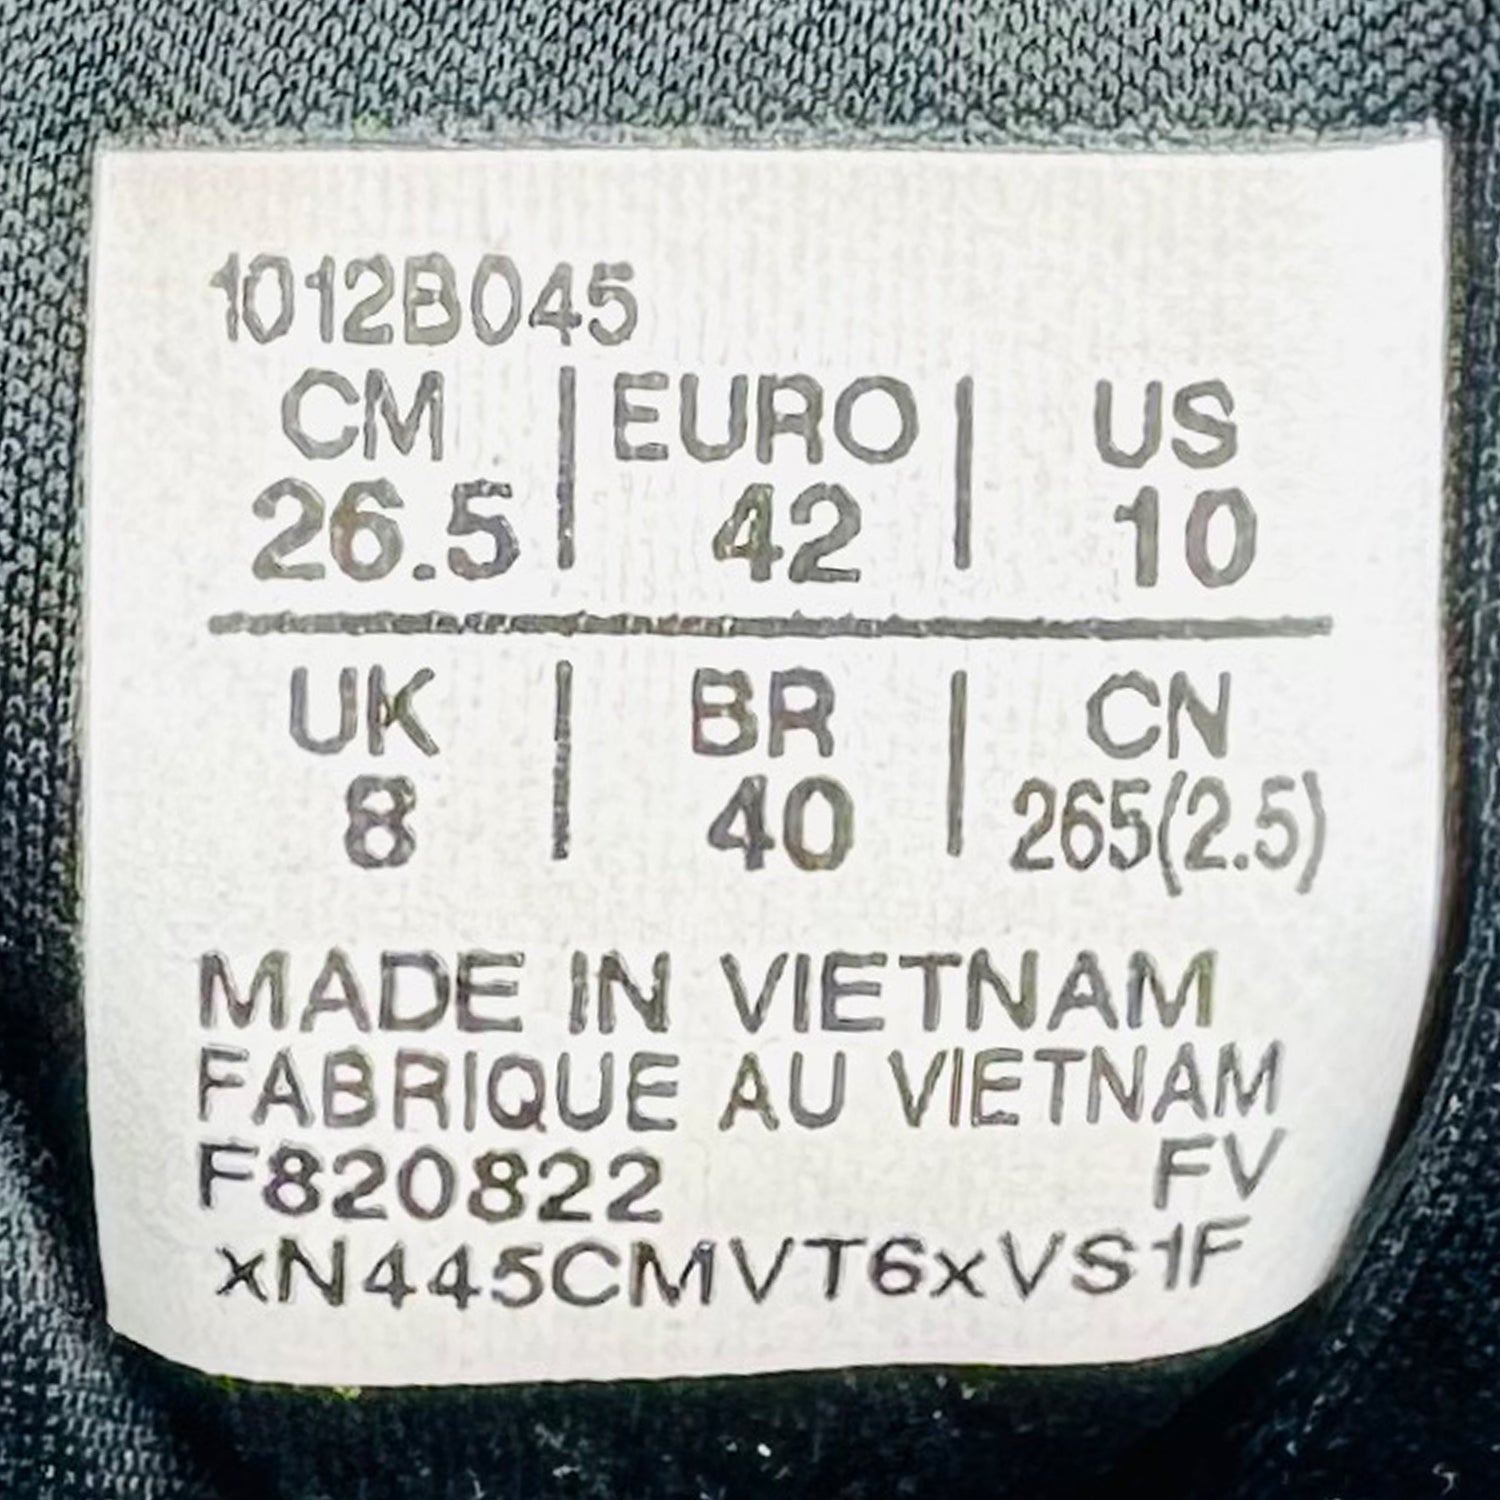 1012B045
CM | EURO | US
26.5 | 42 | 10
UK | BR | CN
8 | 40 | 265(2.5)
MADE IN VIETNAM
FABRIQUE AU VIETNAM
F820822 FV
xN445CMVT6xVS1F